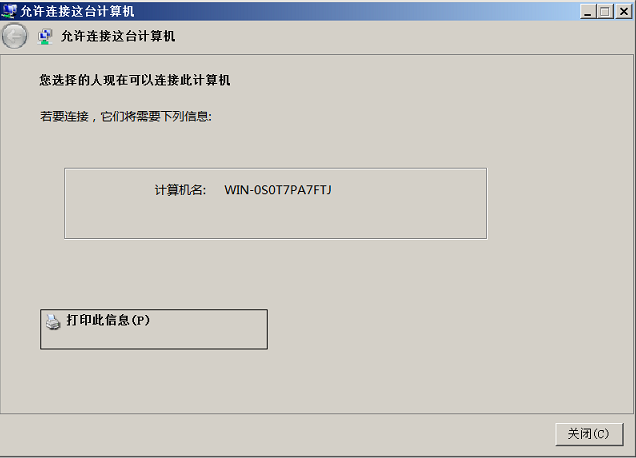 允许连接这台计算机
允许连接这台计算机
您选择的人现在可以连接此计算机
若要连接，它们将需要下列信息:
计算机名: WIN-0S0T7PA7FTJ
打印此信息(P)
关闭(C)